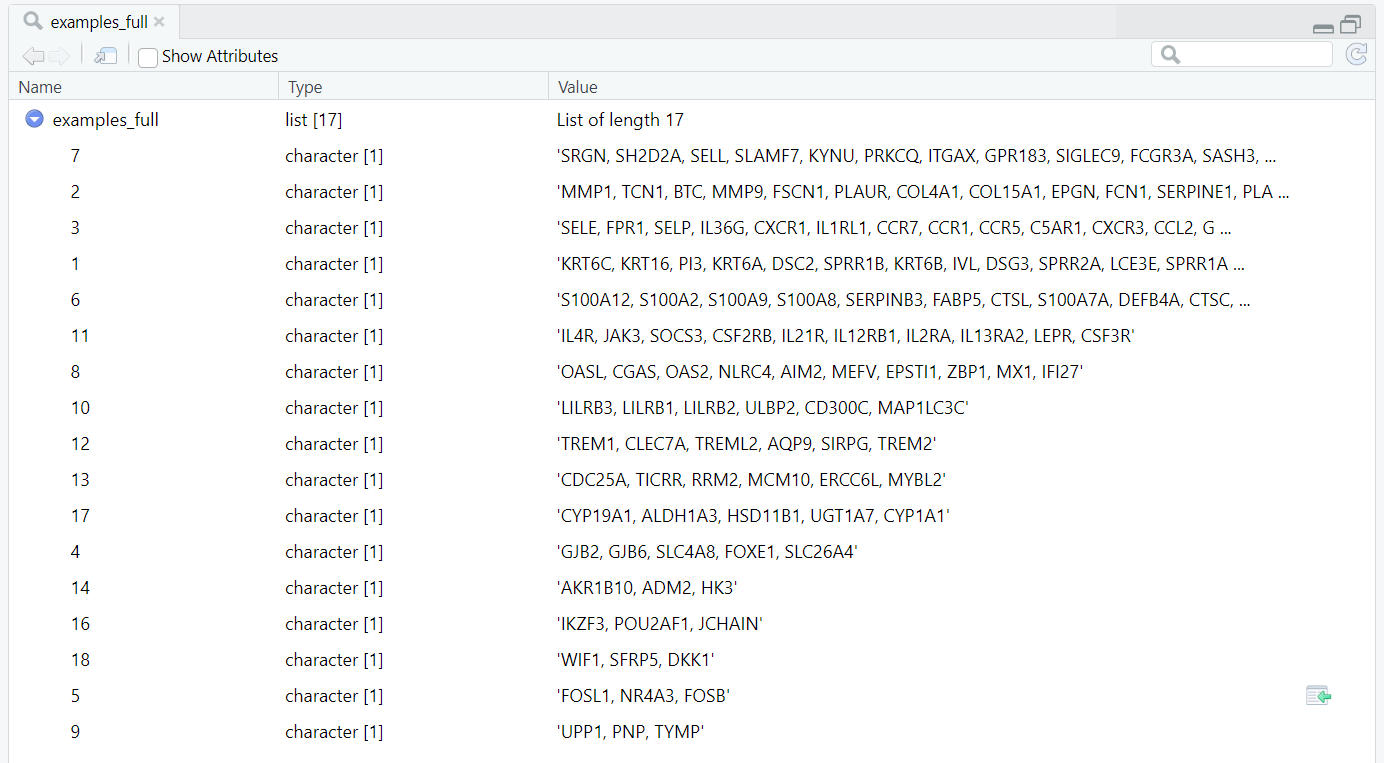 examples_full
Show Attributes
Name Type Value
examples_full list [17] List of length 17
7 character [1] 'SRGN, SH2D2A, SELL, SLAMF7, KYNU, PRKCQ, ITGAX, GPR183, SIGLEC9, FCGR3A, SASH3, ...
2 character [1] 'MMP1, TCN1, BTC, MMP9, FSCN1, PLAUR, COL4A1, COL15A1, EPGN, FCN1, SERPINE1, PLA ...
3 character [1] 'SELE, FPR1, SELP, IL36G, CXCR1, IL1RL1, CCR7, CCR1, CCR5, C5AR1, CXCR3, CCL2, G ...
1 character [1] 'KRT6C, KRT16, PI3, KRT6A, DSC2, SPRR1B, KRT6B, IVL, DSG3, SPRR2A, LCE3E, SPRR1A ...
6 character [1] 'S100A12, S100A2, S100A9, S100A8, SERPINB3, FABP5, CTSL, S100A7A, DEFB4A, CTSC, ...
11 character [1] 'IL4R, JAK3, SOCS3, CSF2RB, IL21R, IL12RB1, IL2RA, IL13RA2, LEPR, CSF3R'
8 character [1] 'OASL, CGAS, OAS2, NLRC4, AIM2, MEFV, EPSTI1, ZBP1, MX1, IFI27'
10 character [1] 'LILRB3, LILRB1, LILRB2, ULBP2, CD300C, MAP1LC3C'
12 character [1] 'TREM1, CLEC7A, TREML2, AQP9, SIRPG, TREM2'
13 character [1] 'CDC25A, TICRR, RRM2, MCM10, ERCC6L, MYBL2'
17 character [1] 'CYP19A1, ALDH1A3, HSD11B1, UGT1A7, CYP1A1'
4 character [1] 'GJB2, GJB6, SLC4A8, FOXE1, SLC26A4'
14 character [1] 'AKR1B10, ADM2, HK3'
16 character [1] 'IKZF3, POU2AF1, JCHAIN'
18 character [1] 'WIF1, SFRP5, DKK1'
5 character [1] 'FOSL1, NR4A3, FOSB'
9 character [1] 'UPP1, PNP, TYMP'